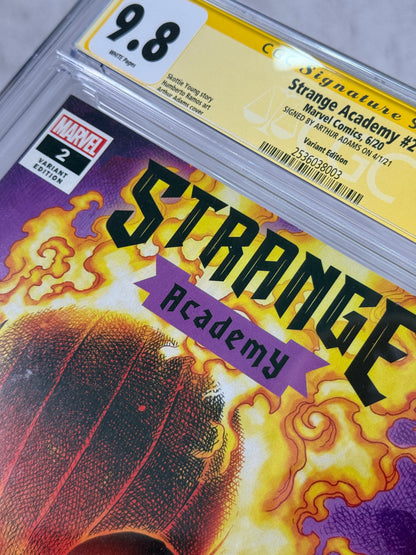 9.8
WHITE Pages
Skottie Young story
Humberto Ramos art
Arthur Adams cover
CGC Signature S
Strange Academy #2
Marvel Comics, 6/20
SIGNED BY ARTHUR ADAMS ON 4/1/21
Variant Edition
2536038003
MARVEL
2
VARIANT
EDITION
STRANGE
Academy